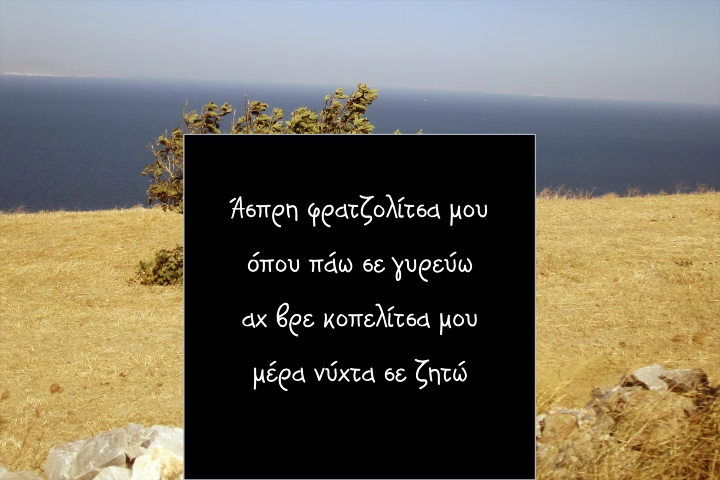 Άσπρη φρατζολίτσα μου
όπου πάω σε γυρεύω
αχ βρε κοπελίτσα μου
μέρα νύχτα σε ζητώ